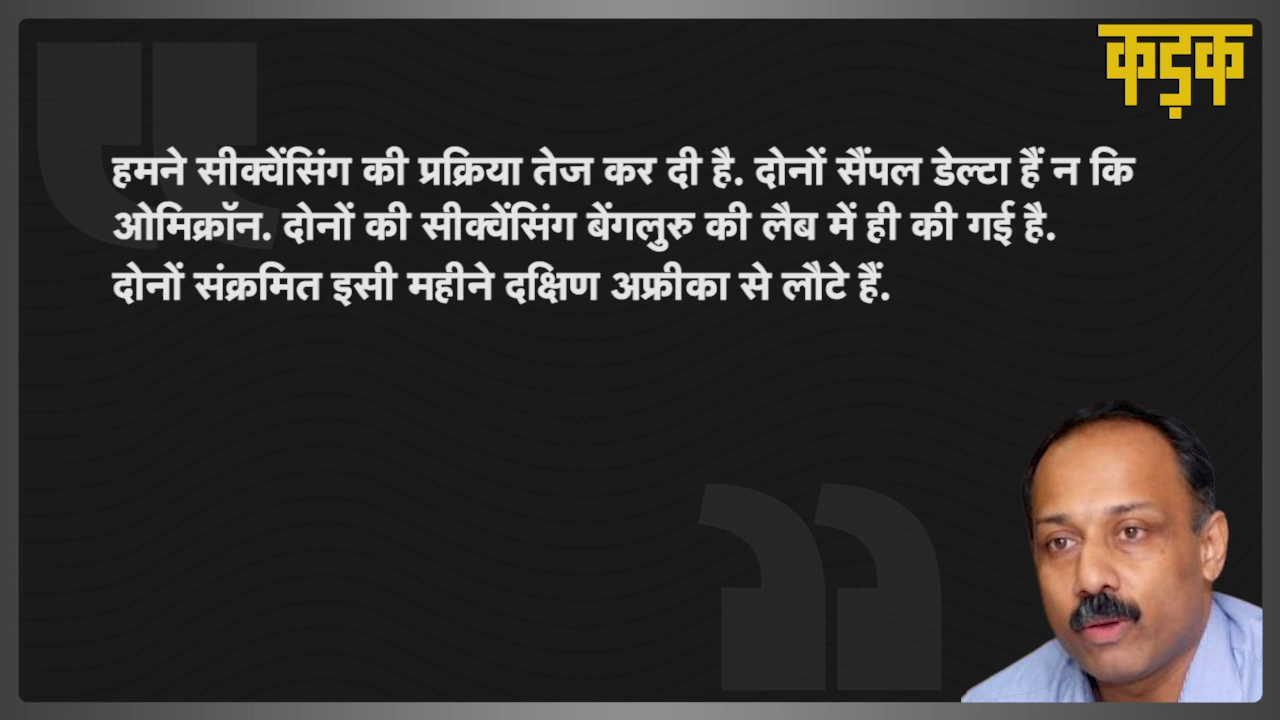 कड़क
हमने सीक्वेंसिंग की प्रक्रिया तेज कर दी है. दोनों सैंपल डेल्टा हैं न कि
ओमिक्रॉन. दोनों की सीक्वेंसिंग बेंगलुरु की लैब में ही की गई है.
दोनों संक्रमित इसी महीने दक्षिण अफ्रीका से लौटे हैं.